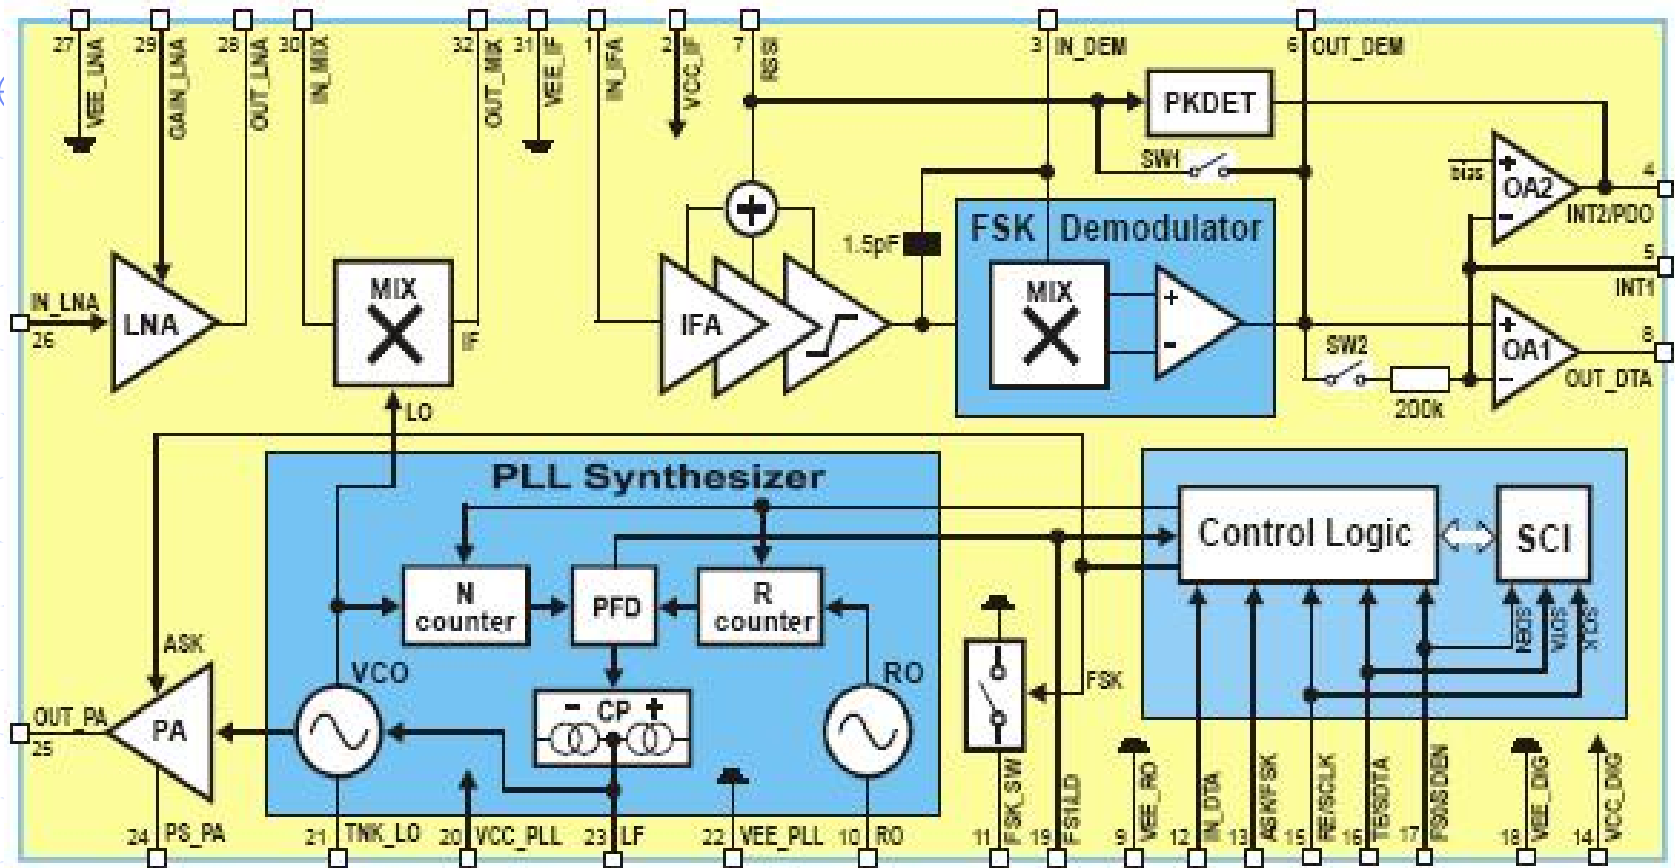 27
VEE_LNA
29
GAIN_LNA
28
OUT_LNA
30
IN_MIX
32
OUT_MIX
31
VEE_IF
1
IN_IFA
2
VCC_IF
7
RSSI
3
IN_DEM
6
OUT_DEM
PKDET
SW1
bias
+
-
OA2
4
INT2/PDO
5
INT1
FSK Demodulator
1.5pF
+
IN_LNA
26
LNA
MIX
IF
LO
IFA
MIX
+
-
SW2
200k
+
-
OA1
8
OUT_DTA
PLL Synthesizer
N
counter
PFD
R
counter
Control Logic
SCI
SDEN
SDTA
SCLK
ASK
VCO
RO
- CP +
FSK
OUT_PA
25
PA
24
PS_PA
21
TNK_LO
20
VCC_PLL
23
LF
22
VEE_PLL
10
RO
11
FSK_SW
19
FS1/LD
9
VEE_RO
12
IN_DTA
13
ASK/FSK
15
RE/SCLK
16
TE/SDTA
17
FS0/SDEN
18
VEE_DIG
14
VCC_DIG